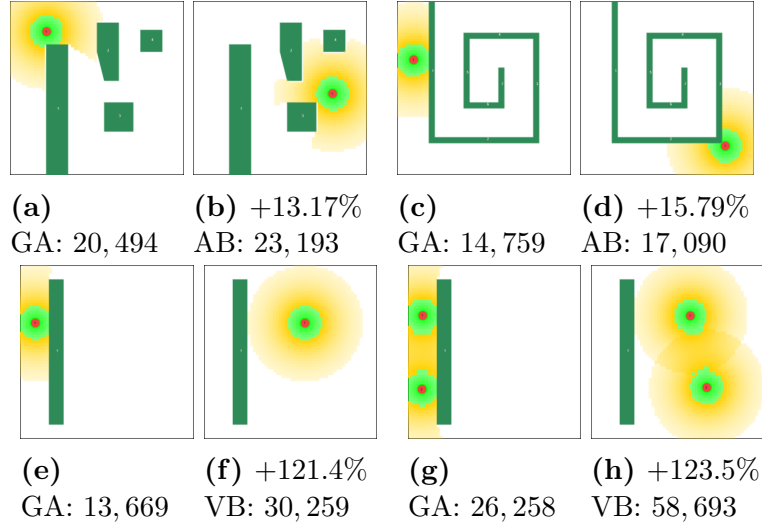 (a)
GA: 20, 494
(b) +13.17%
AB: 23, 193
(c)
GA: 14, 759
(d) +15.79%
AB: 17, 090
(e)
GA: 13, 669
(f) +121.4%
VB: 30, 259
(g)
GA: 26, 258
(h) +123.5%
VB: 58, 693